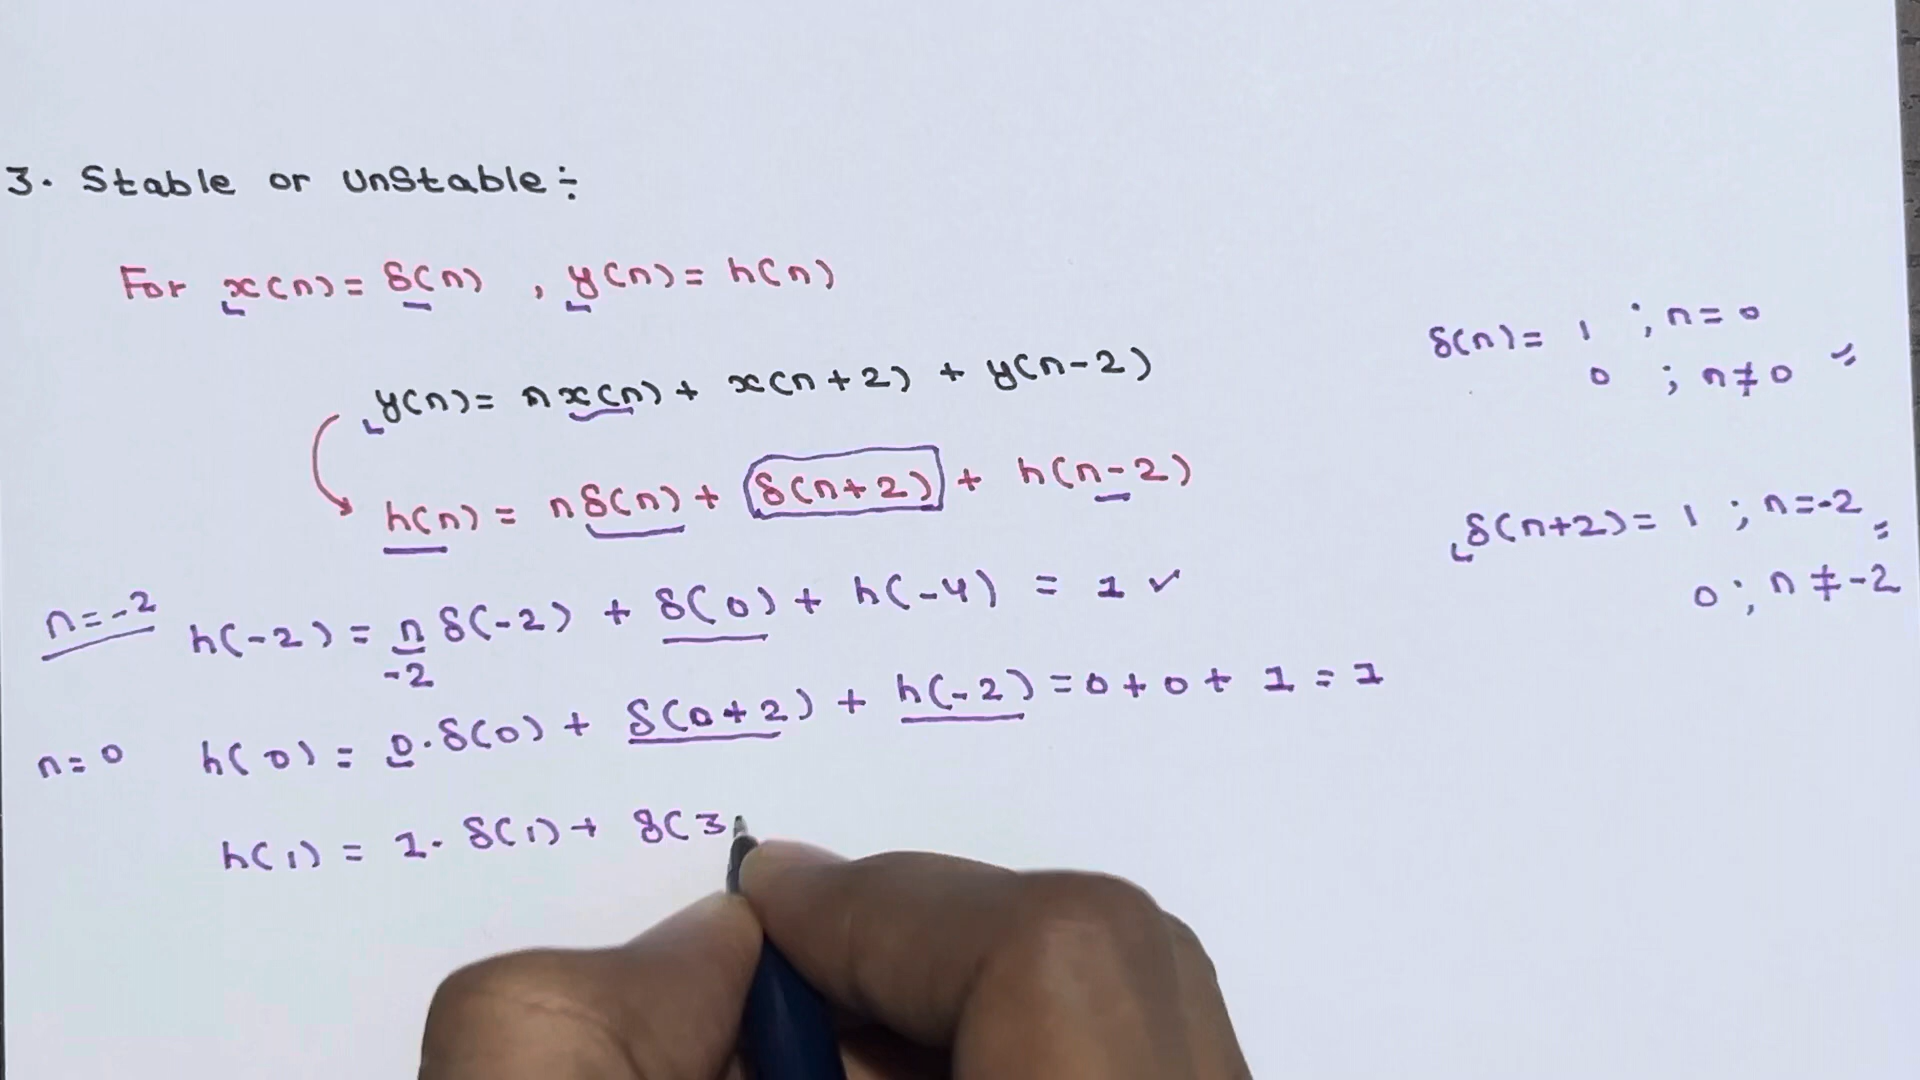 3. Stable or UnStable ÷
For x(n) = δ(n) , y(n) = h(n)
y(n) = n x(n) + x(n+2) + y(n-2)
h(n) = n δ(n) + δ(n+2) + h(n-2)
n=-2 h(-2) = n δ(-2) + δ(0) + h(-4) = 1 ✓
-2
n=0 h(0) = 0.δ(0) + δ(0+2) + h(-2) = 0+0+1 = 1
h(1) = 1. δ(1) + δ(3
δ(n) = 1 ; n=0
0 ; n≠0
δ(n+2) = 1 ; n=-2
0 ; n≠-2